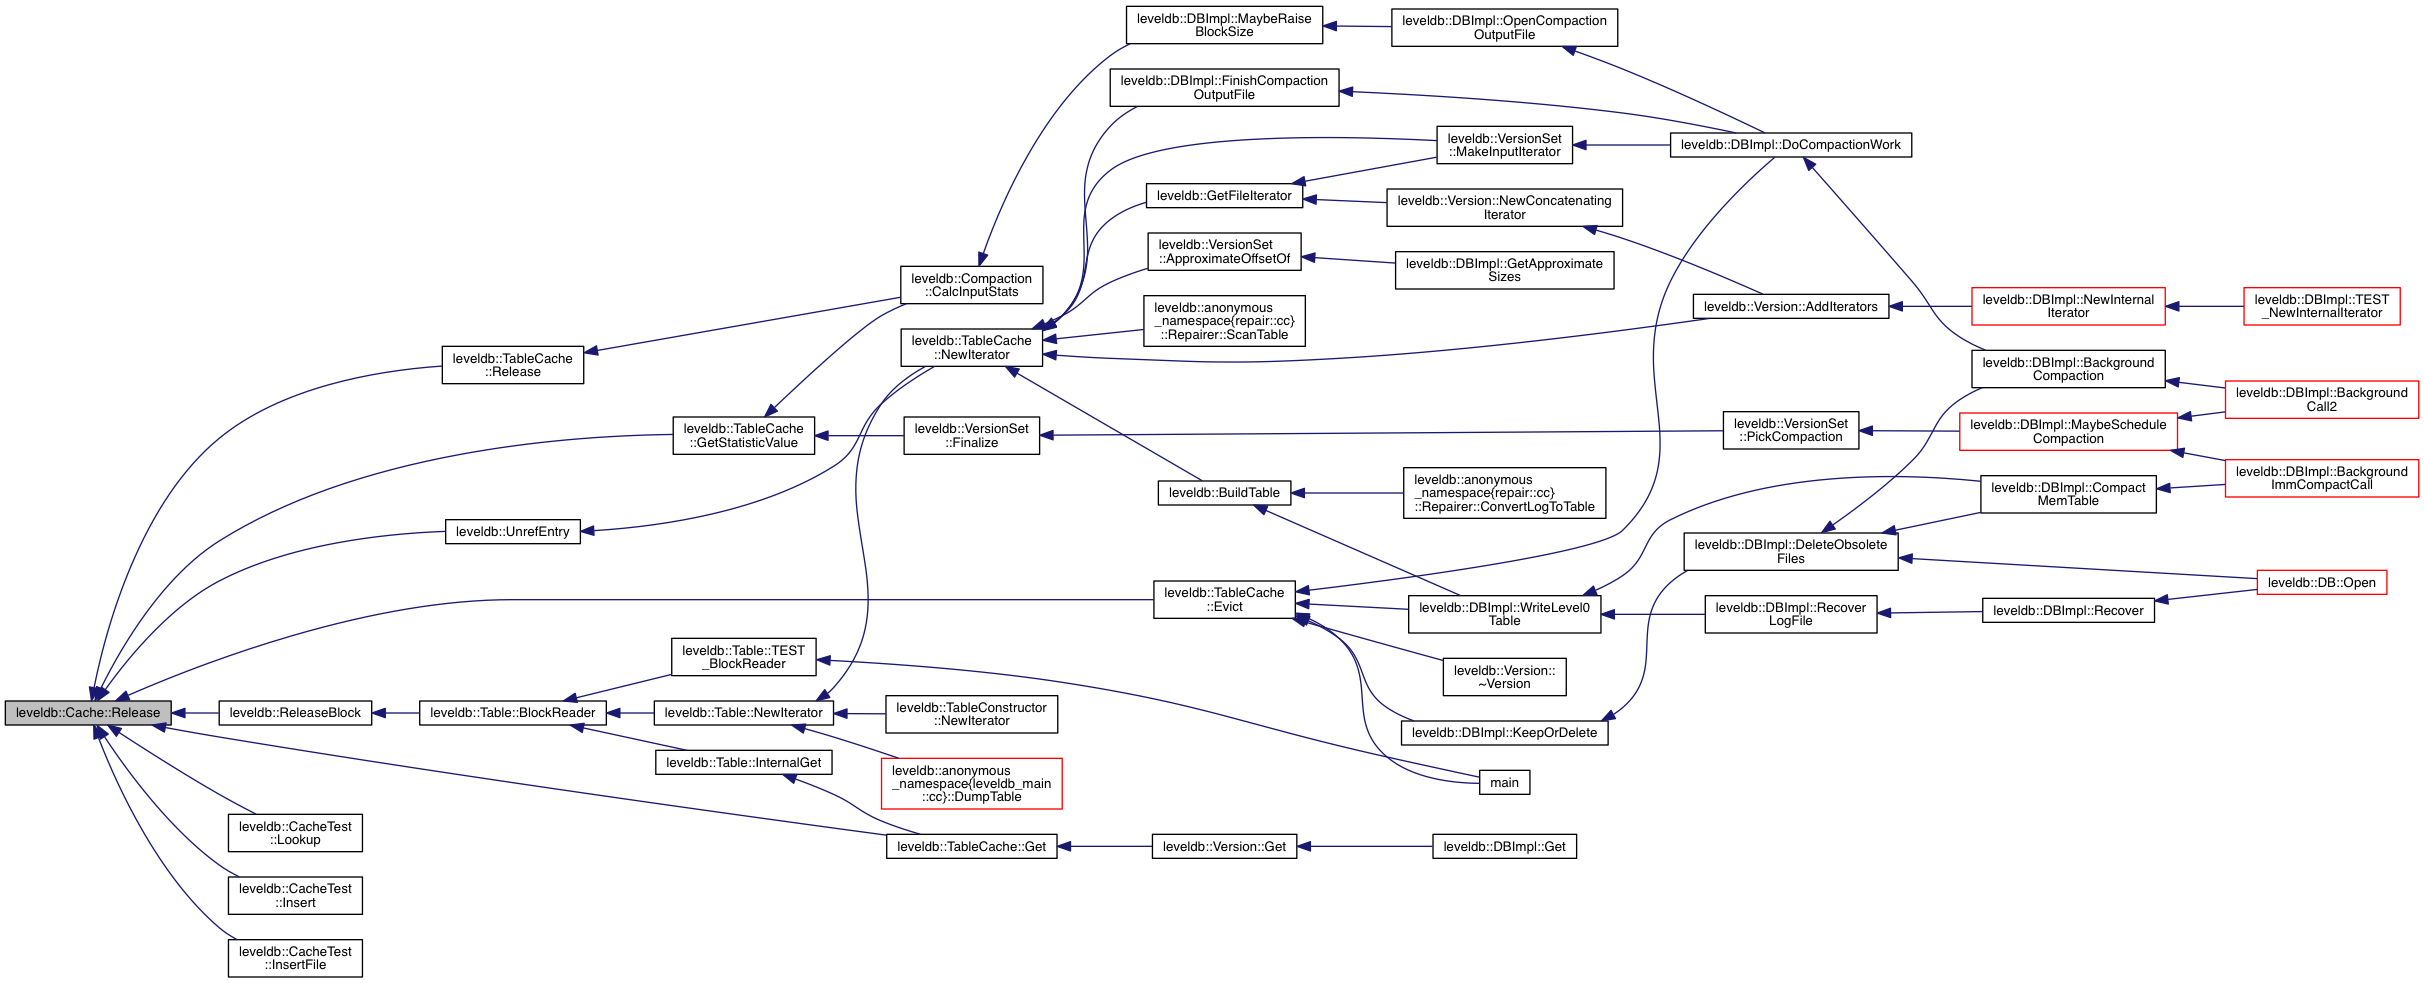 leveldb::DBImpl::MaybeRaise
BlockSize
leveldb::DBImpl::OpenCompaction
OutputFile
leveldb::DBImpl::FinishCompaction
OutputFile
leveldb::VersionSet
::MakeInputIterator
leveldb::DBImpl::DoCompactionWork
leveldb::GetFileIterator
leveldb::Version::NewConcatenating
Iterator
leveldb::VersionSet
::ApproximateOffsetOf
leveldb::DBImpl::GetApproximate
Sizes
leveldb::Compaction
::CalcInputStats
leveldb::anonymous
_namespace{repair::cc}
::Repairer::ScanTable
leveldb::Version::AddIterators
leveldb::DBImpl::NewInternal
Iterator
leveldb::DBImpl::TEST
_NewInternalIterator
leveldb::TableCache
::NewIterator
leveldb::TableCache
::Release
leveldb::DBImpl::Background
Compaction
leveldb::DBImpl::Background
Call2
leveldb::TableCache
::GetStatisticValue
leveldb::VersionSet
::Finalize
leveldb::VersionSet
::PickCompaction
leveldb::DBImpl::MaybeSchedule
Compaction
leveldb::DBImpl::Background
ImmCompactCall
leveldb::BuildTable
leveldb::anonymous
_namespace{repair::cc}
::Repairer::ConvertLogToTable
leveldb::DBImpl::Compact
MemTable
leveldb::UnrefEntry
leveldb::DBImpl::DeleteObsolete
Files
leveldb::DB::Open
leveldb::TableCache
::Evict
leveldb::DBImpl::WriteLevel0
Table
leveldb::DBImpl::Recover
LogFile
leveldb::DBImpl::Recover
leveldb::Table::TEST
_BlockReader
leveldb::Version::
~Version
leveldb::Cache::Release
leveldb::ReleaseBlock
leveldb::Table::BlockReader
leveldb::Table::NewIterator
leveldb::TableConstructor
::NewIterator
leveldb::DBImpl::KeepOrDelete
leveldb::Table::InternalGet
leveldb::anonymous
_namespace{leveldb_main
::cc}::DumpTable
main
leveldb::CacheTest
::Lookup
leveldb::TableCache::Get
leveldb::Version::Get
leveldb::DBImpl::Get
leveldb::CacheTest
::Insert
leveldb::CacheTest
::InsertFile